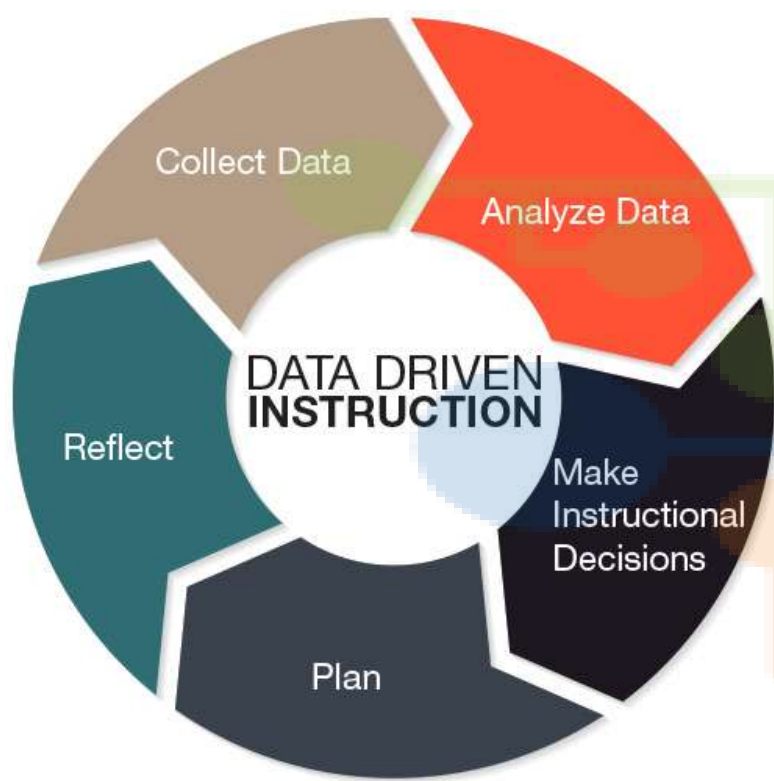 Collect Data
Analyze Data
DATA DRIVEN
INSTRUCTION
Reflect
Make
Instructional
Decisions
Plan